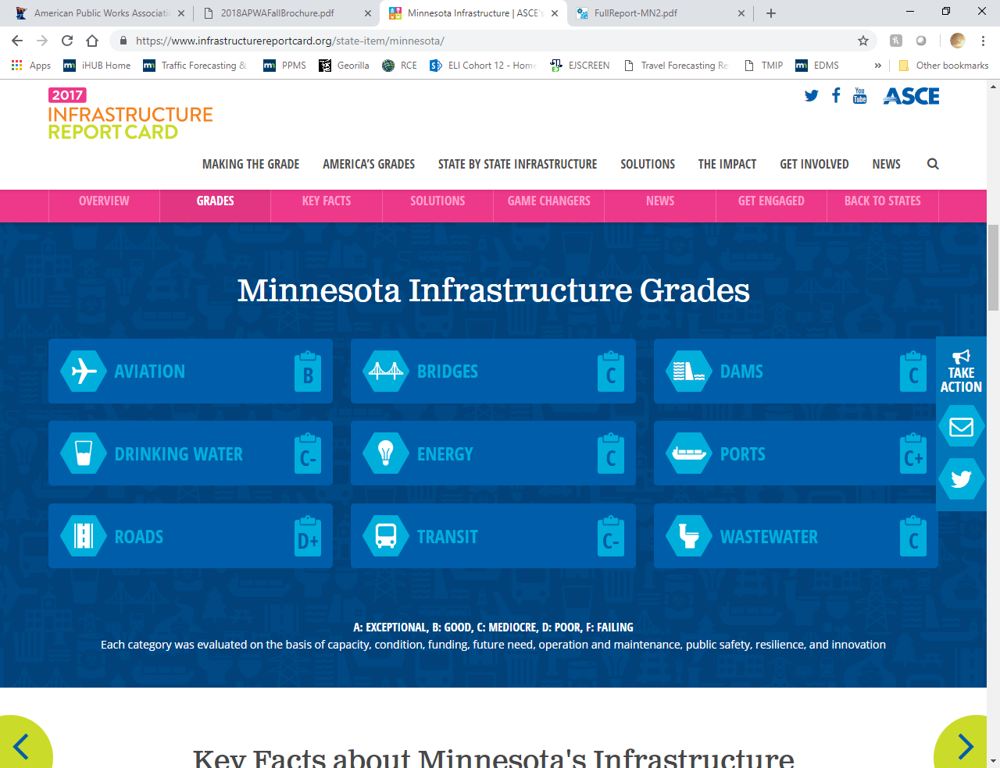 American Public Works Associati
2018APWAFallBrochure.pdf
Minnesota Infrastructure | ASCE's
FullReport-MN2.pdf
https://www.infrastructurereportcard.org/state-item/minnesota/
Apps
iHUB Home
Traffic Forecasting &
PPMS
Georilla
RCE
ELI Cohort 12 - Home
EJSCREEN
Travel Forecasting Re
TMIP
EDMS
»
Other bookmarks
2017
INFRASTRUCTURE
REPORT CARD
You
Tube
ASCE
MAKING THE GRADE
AMERICA'S GRADES
STATE BY STATE INFRASTRUCTURE
SOLUTIONS
THE IMPACT
GET INVOLVED
NEWS
OVERVIEW
GRADES
KEY FACTS
SOLUTIONS
GAME CHANGERS
NEWS
GET ENGAGED
BACK TO STATES
Minnesota Infrastructure Grades
AVIATION
B
BRIDGES
C
DAMS
C
DRINKING WATER
C-
ENERGY
C
PORTS
C+
ROADS
D+
TRANSIT
C-
WASTEWATER
C
TAKE
ACTION
A: EXCEPTIONAL, B: GOOD, C: MEDIOCRE, D: POOR, F: FAILING
Each category was evaluated on the basis of capacity, condition, funding, future need, operation and maintenance, public safety, resilience, and innovation
Key Facts about Minnesota's Infrastructure